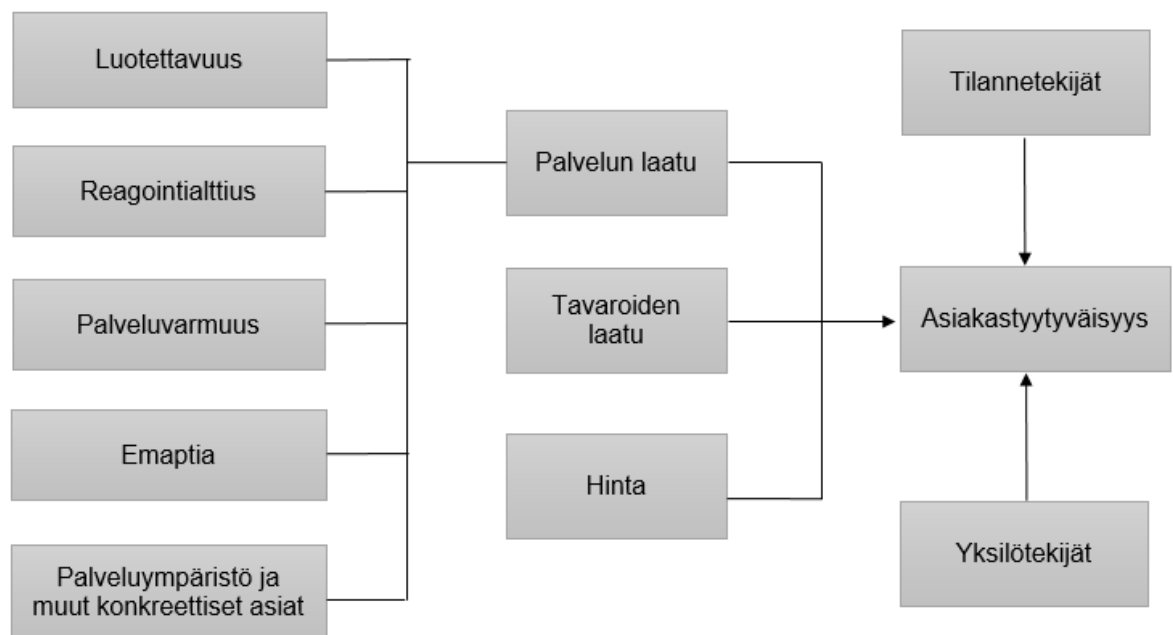 Luotettavuus
Reagointialttius
Palveluvarmuus
Emaptia
Palveluympäristö ja
muut konkreettiset asiat
Palvelun laatu
Tavaroiden
laatu
Hinta
Tilannetekijät
Asiakastyytyväisyys
Yksilötekijät